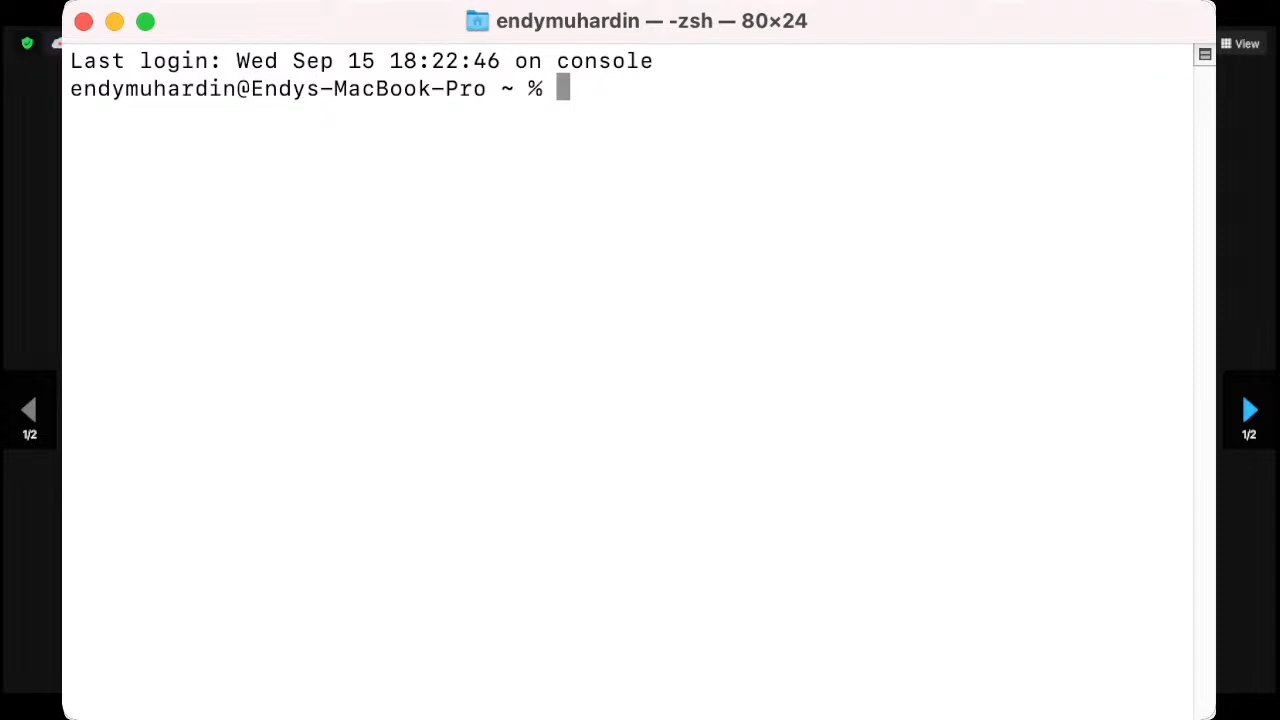 endymuhardin — -zsh — 80×24
Last login: Wed Sep 15 18:22:46 on console
endymuhardin@Endys-MacBook-Pro ~ %
View
1/2
1/2